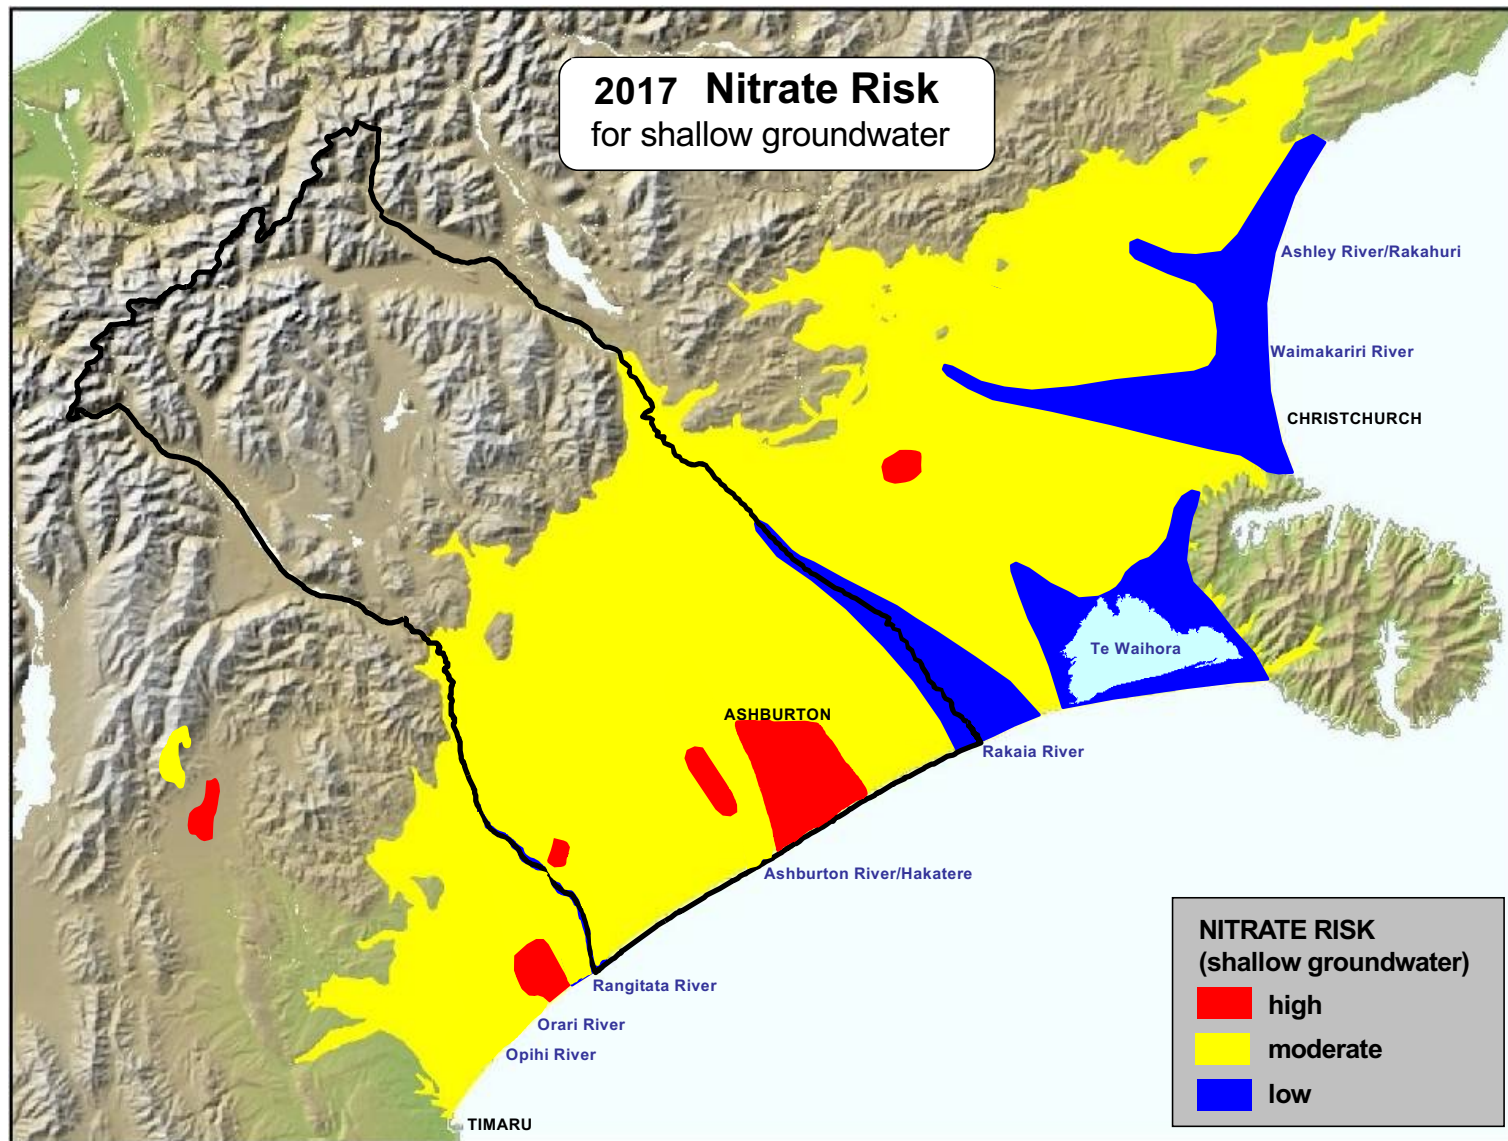 2017 Nitrate Risk
for shallow groundwater
Ashley River/Rakahuri
Waimakariri River
CHRISTCHURCH
Te Waihora
ASHBURTON
Rakaia River
Ashburton River/Hakatere
Rangitata River
Orari River
Opihi River
TIMARU
NITRATE RISK
(shallow groundwater)
high
moderate
low